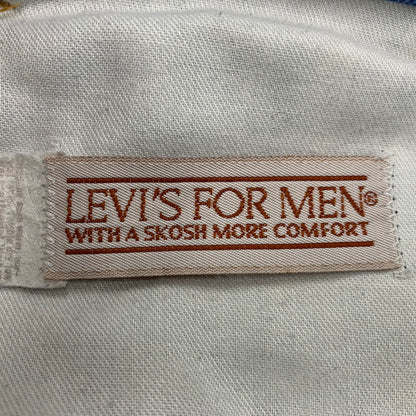 LEVI'S FOR MEN®
WITH A SKOSH MORE COMFORT